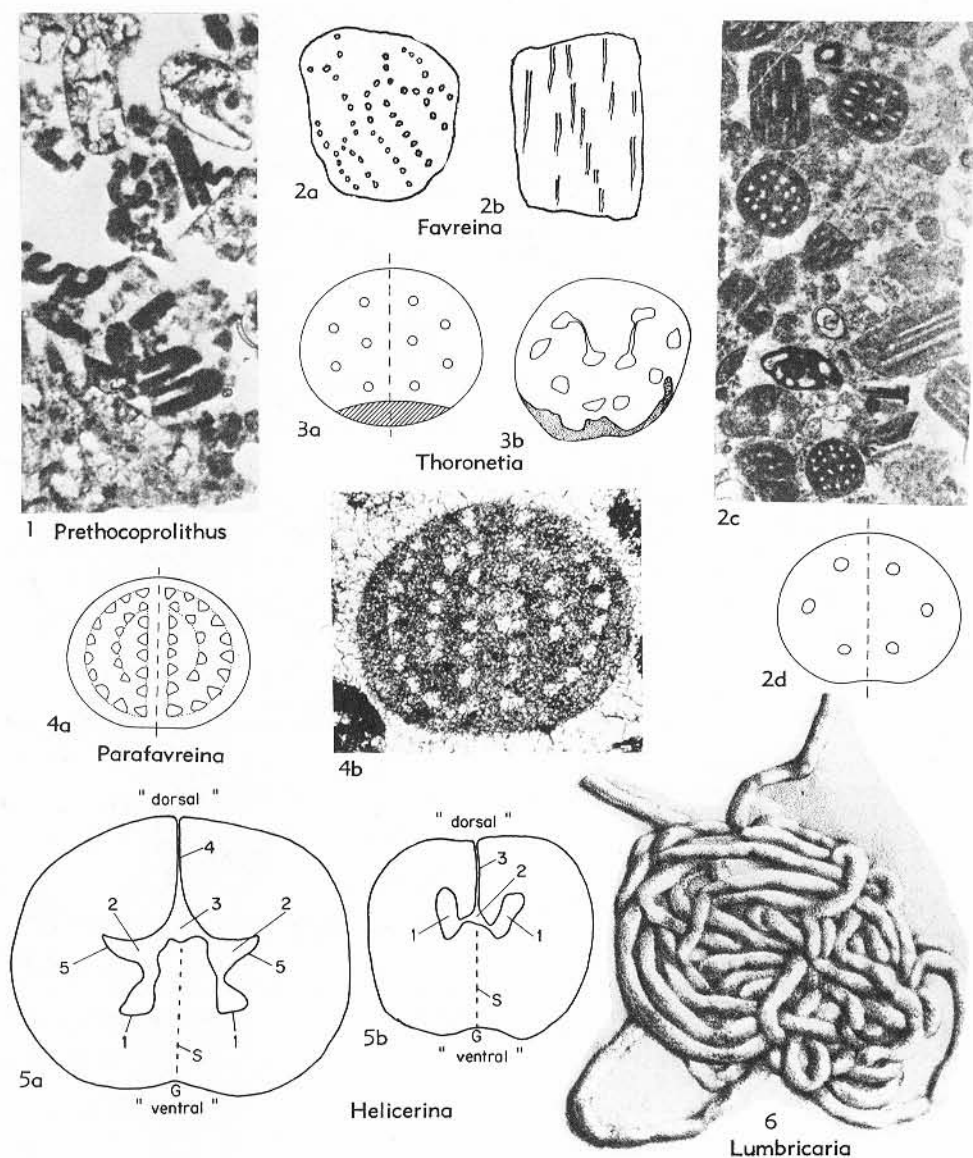 2a
2b
Favreina
3a
3b
Thoronetia
1 Prethocoprolithus
2c
4a
Parafavreina
4b
2d
" dorsal "
4
2
3
2
5
5
1
1
S
G
5a
" ventral "
" dorsal "
3
2
1
1
S
G
5b
" ventral "
Helicerina
6
Lumbricaria